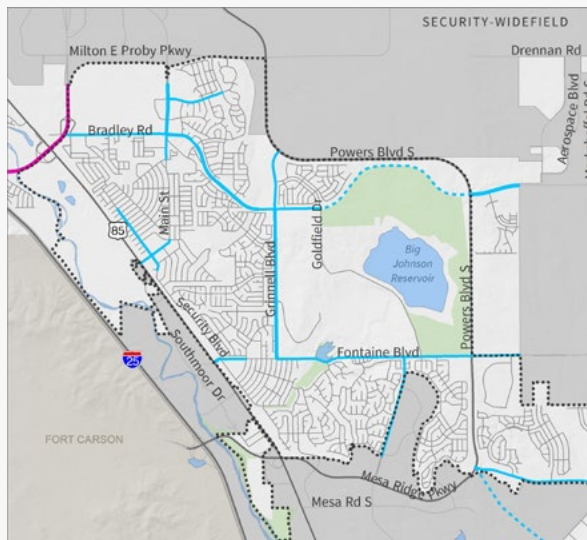 SECURITY-WIDEFIELD
Milton E Proby Pkwy
Drennan Rd
Aerospace Blvd
Bradley Rd
Powers Blvd S
Main St
85
Goldfield Dr
Grinnell Blvd
Big
Johnson
Reservoir
Powers Blvd S
Security Blvd
Southmoor Dr
Fontaine Blvd
25
FORT CARSON
Mesa Ridge Pkwy
Mesa Rd S